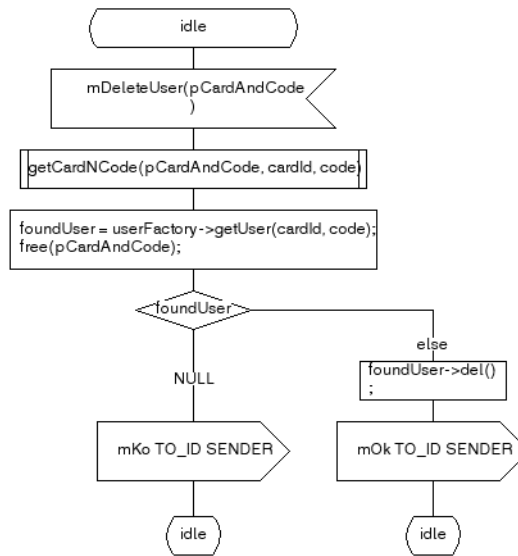 idle
mDeleteUser(pCardAndCode
)
getCardNCode(pCardAndCode, cardId, code)
foundUser = userFactory->getUser(cardId, code);
free(pCardAndCode);
foundUser
else
foundUser->del()
;
NULL
mKo TO_ID SENDER
mOk TO_ID SENDER
idle
idle